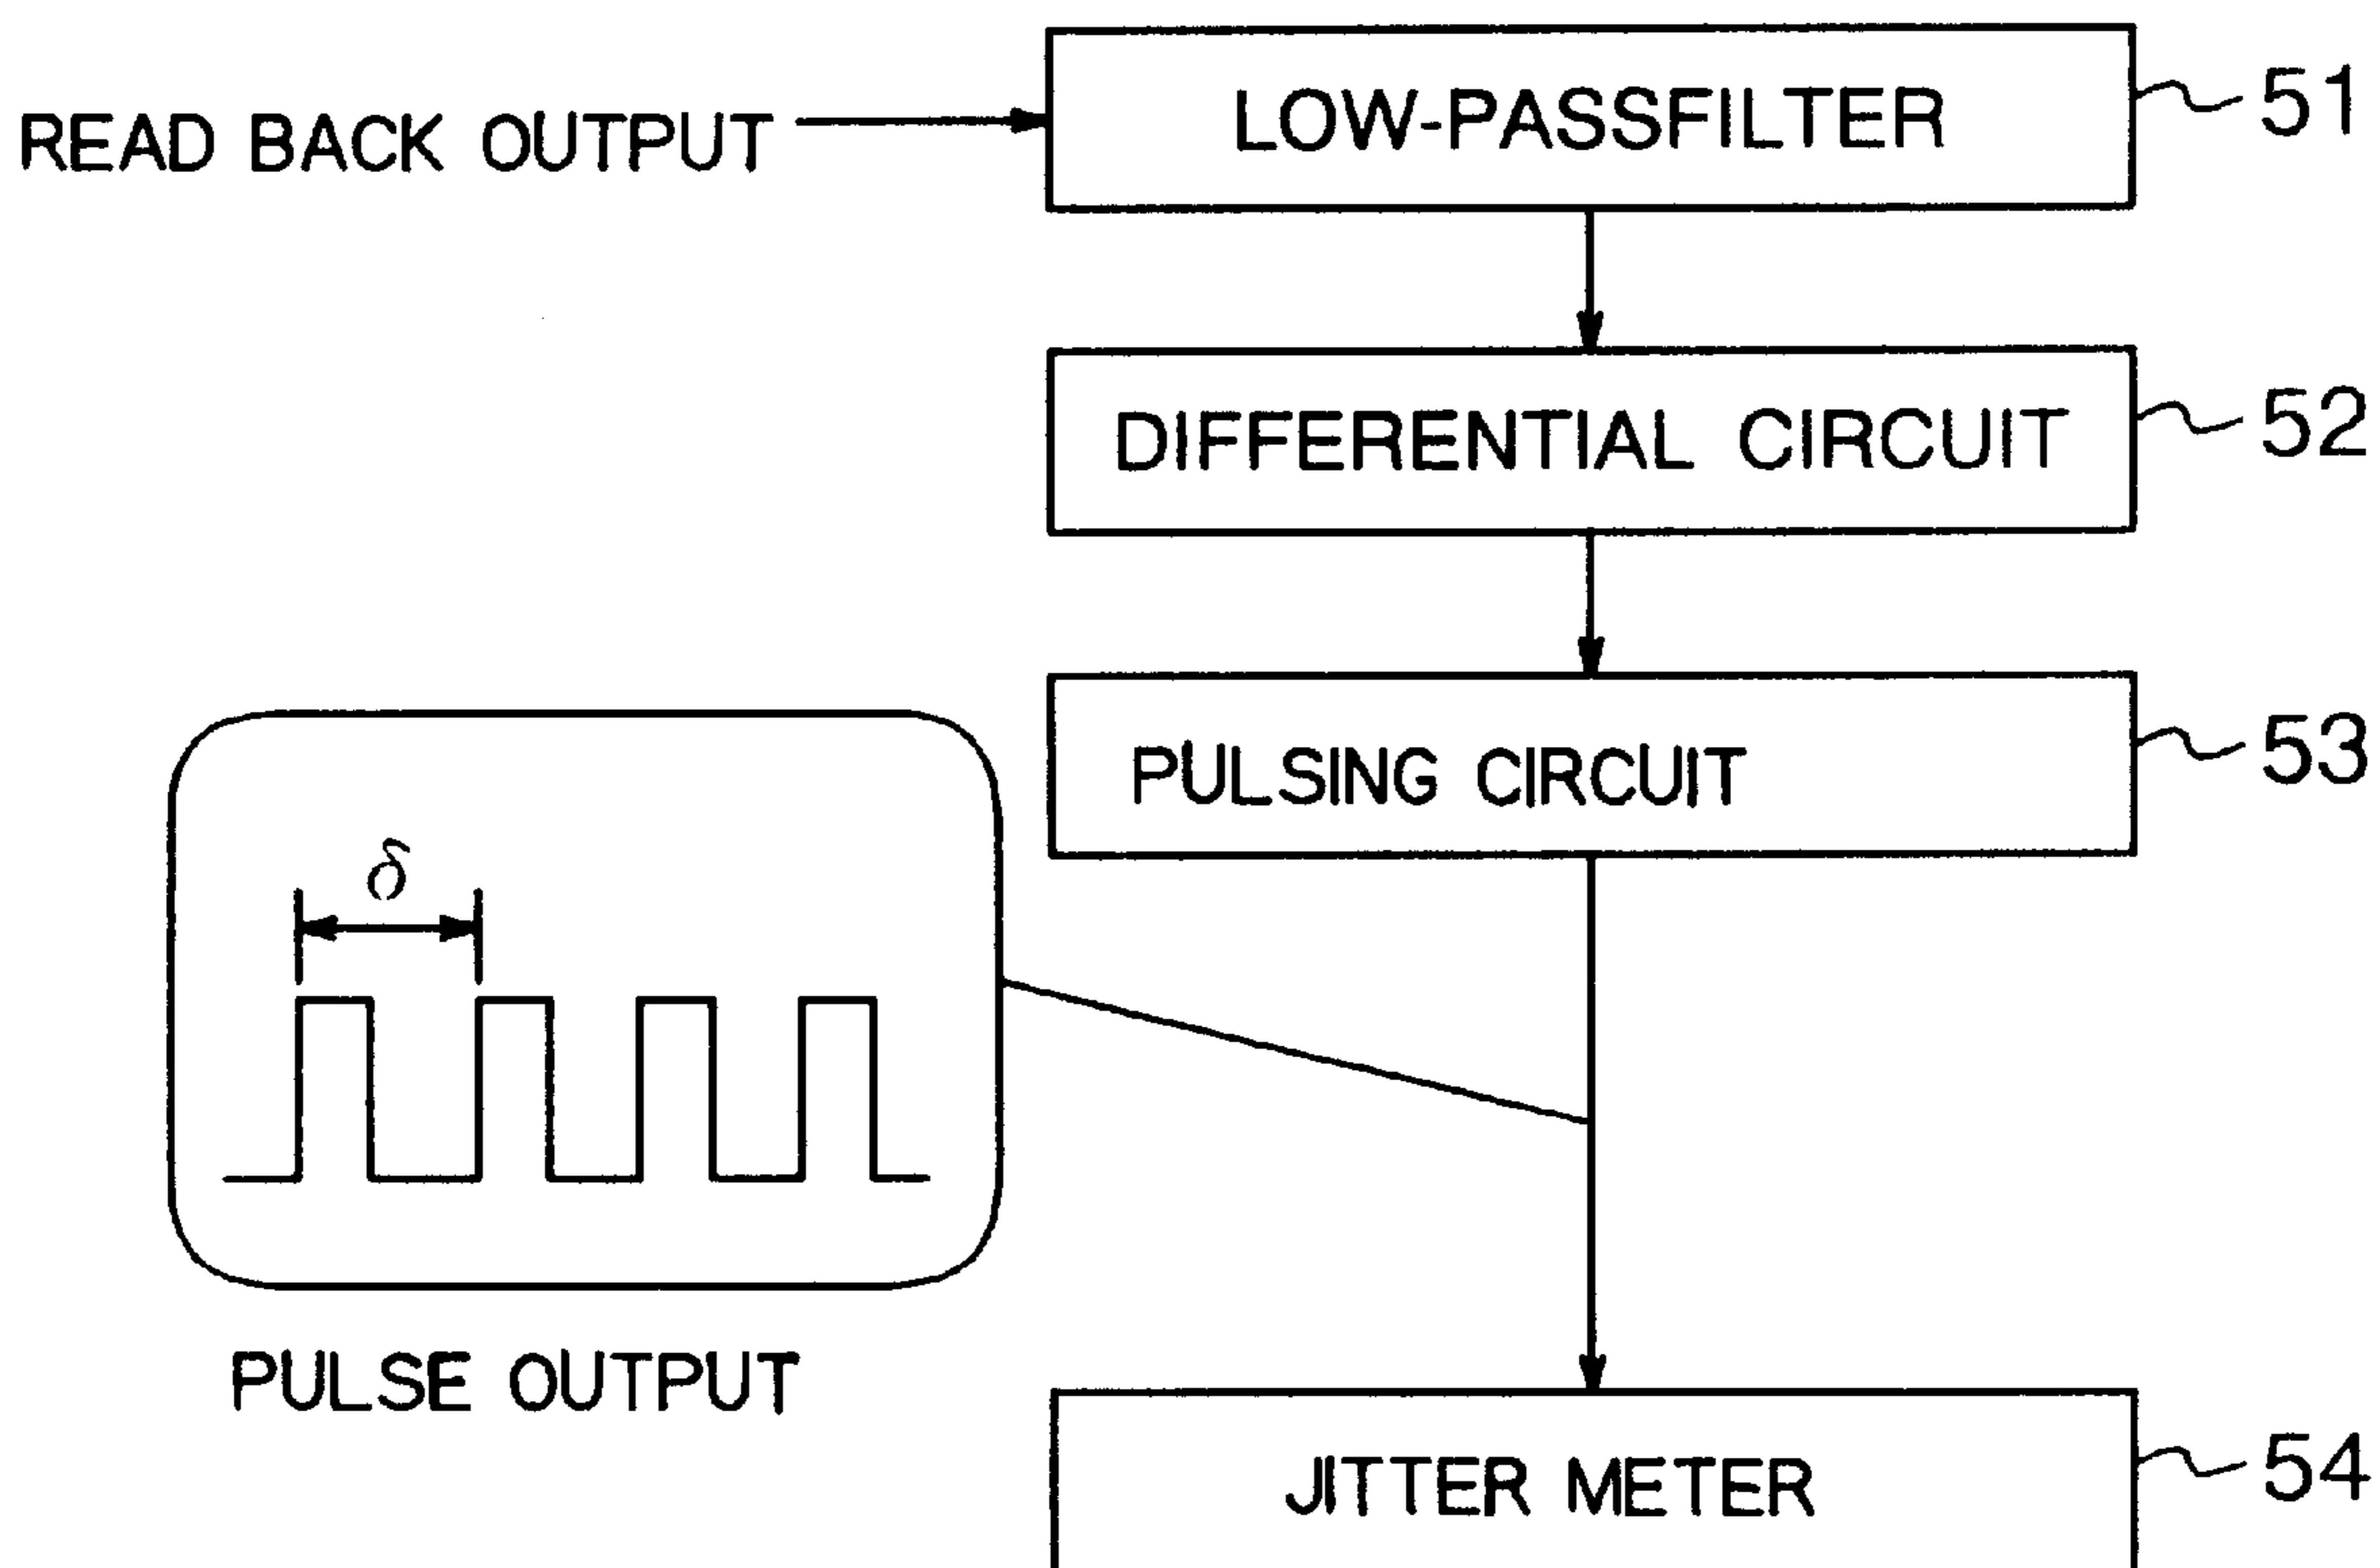 READ BACK OUTPUT
LOW-PASSFILTER
51
DIFFERENTIAL CIRCUIT
52
PULSING CIRCUIT
53
δ
PULSE OUTPUT
JITTER METER
54